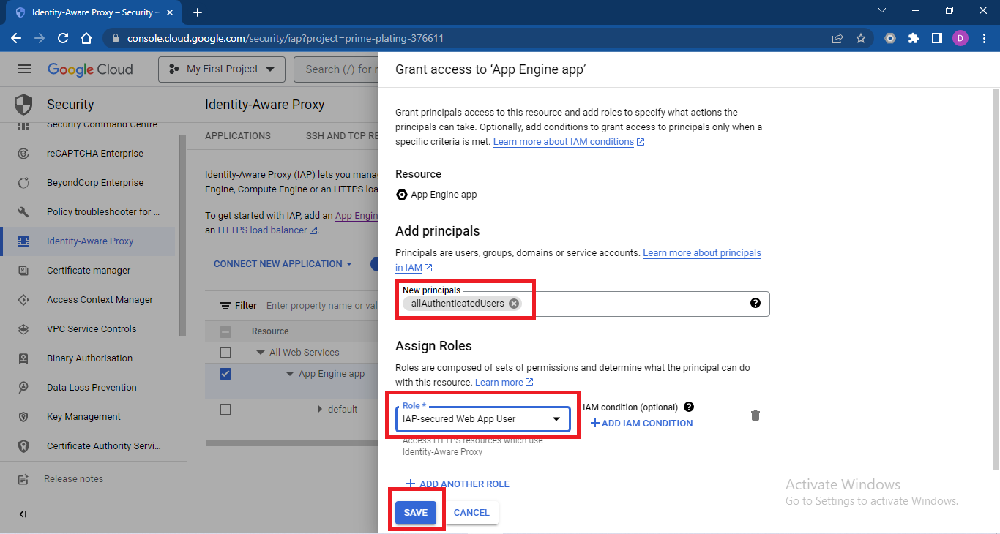 Identity-Aware Proxy – Security –
console.cloud.google.com/security/iap?project=prime-plating-376611
D
Google Cloud
My First Project
Search (/) for r
Security
Security Command Centre
reCAPTCHA Enterprise
BeyondCorp Enterprise
Policy troubleshooter for ...
Identity-Aware Proxy
Certificate manager
Access Context Manager
VPC Service Controls
Binary Authorisation
Data Loss Prevention
Key Management
Certificate Authority Servi...
Release notes
Identity-Aware Proxy
APPLICATIONS
SSH AND TCP RE
Identity-Aware Proxy (IAP) lets you mana
Engine, Compute Engine or an HTTPS loa
To get started with IAP, add an App Engin
an HTTPS load balancer.
CONNECT NEW APPLICATION
Filter Enter property name or val
Resource
All Web Services
App Engine app
default
Grant access to ‘App Engine app’
Grant principals access to this resource and add roles to specify what actions the
principals can take. Optionally, add conditions to grant access to principals only when a
specific criteria is met. Learn more about IAM conditions
Resource
App Engine app
Add principals
Principals are users, groups, domains or service accounts. Learn more about principals
in IAM
New principals
allAuthenticatedUsers
Assign Roles
Roles are composed of sets of permissions and determine what the principal can do
with this resource. Learn more
Role *
IAP-secured Web App User
IAM condition (optional)
+ ADD IAM CONDITION
Access HTTPS resources which use
Identity-Aware Proxy
+ ADD ANOTHER ROLE
SAVE
CANCEL
Activate Windows
Go to Settings to activate Windows.